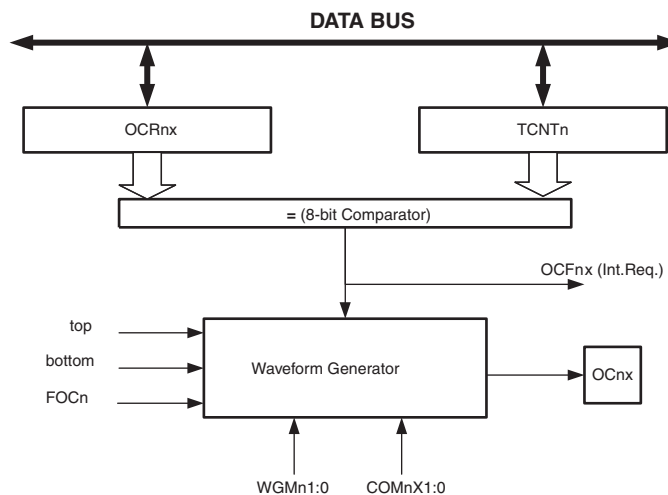 DATA BUS
OCRnx
TCNTn
= (8-bit Comparator)
OCFnx (Int.Req.)
top
bottom
FOCn
Waveform Generator
OCnx
WGMn1:0
COMnX1:0